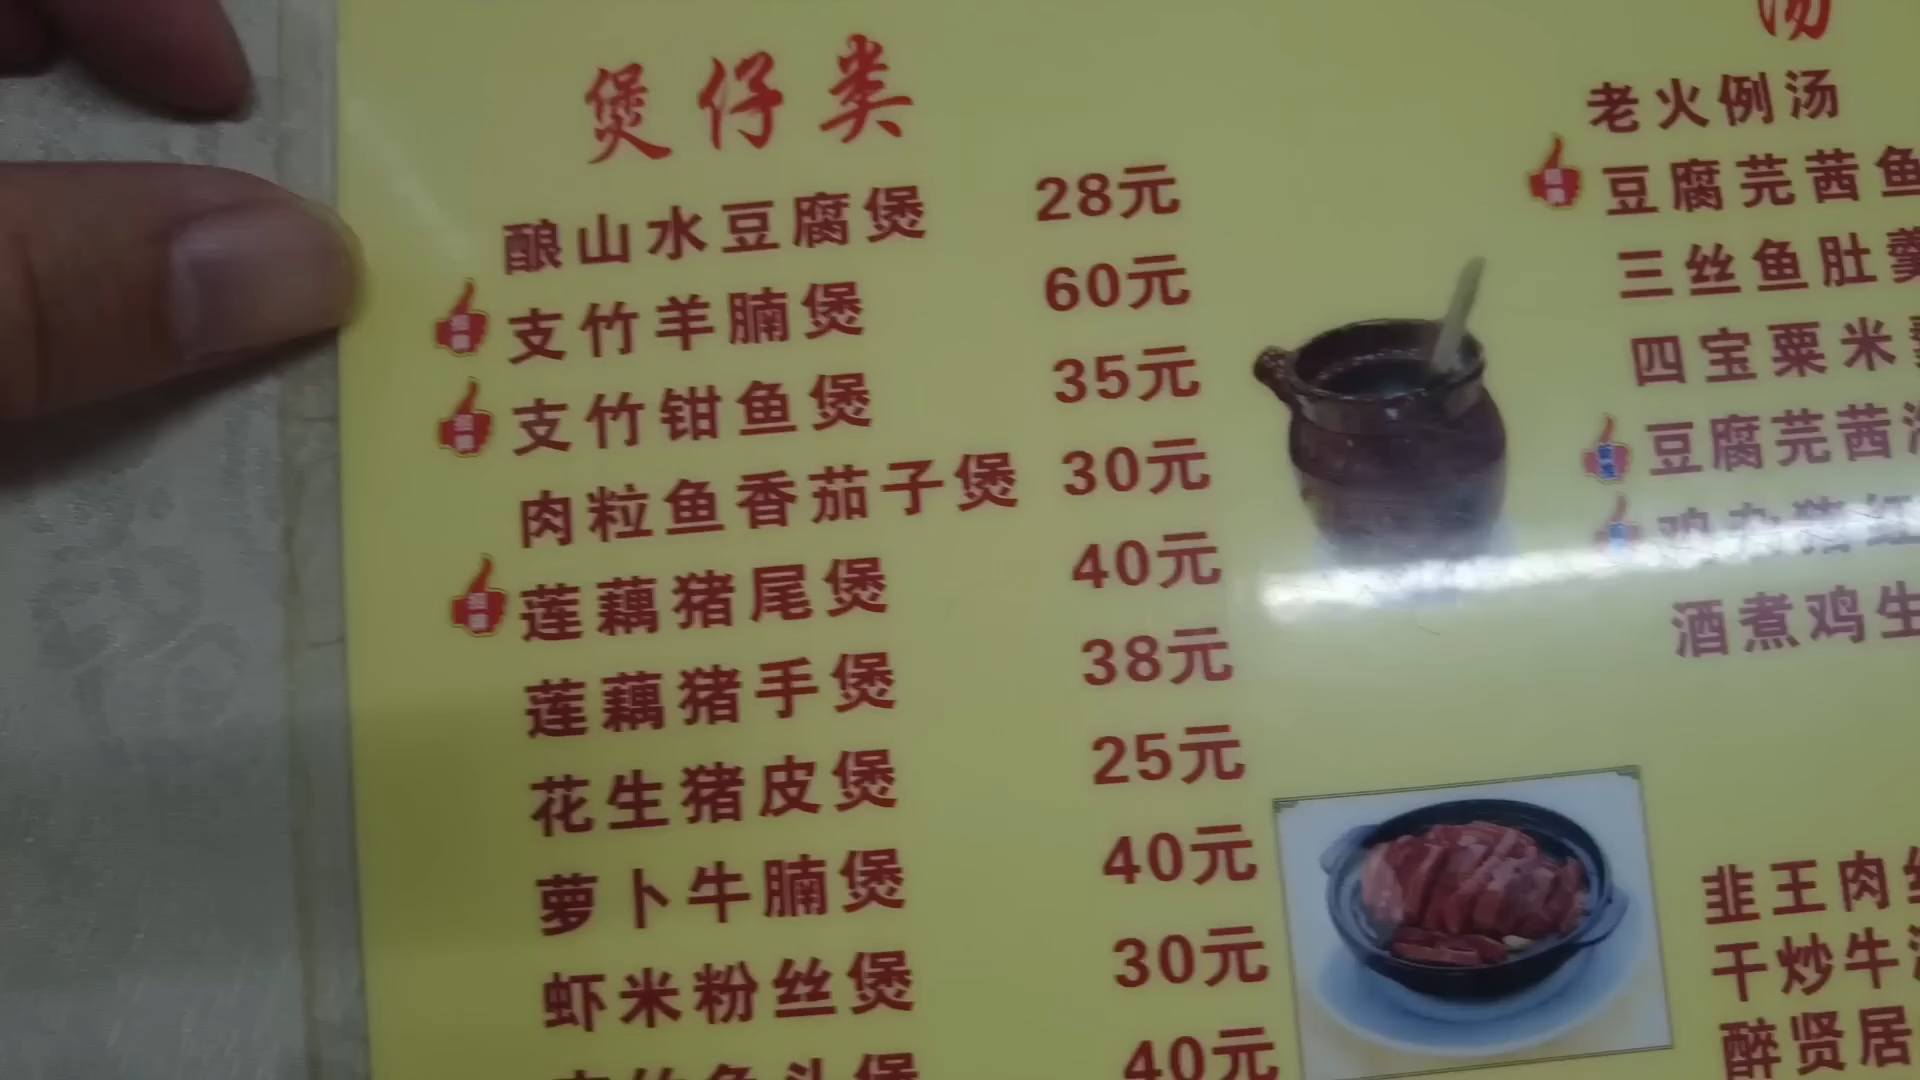 煲仔类
酿山水豆腐煲 28元
支竹羊腩煲 60元
支竹钳鱼煲 35元
肉粒鱼香茄子煲 30元
莲藕猪尾煲 40元
莲藕猪手煲 38元
花生猪皮煲 25元
萝卜牛腩煲 40元
虾米粉丝煲 30元
支竹鱼头煲 40元
汤
老火例汤
豆腐芫茜鱼
三丝鱼肚羹
四宝粟米
豆腐芫茜
酒煮鸡生
韭王肉
干炒牛
醉贤居